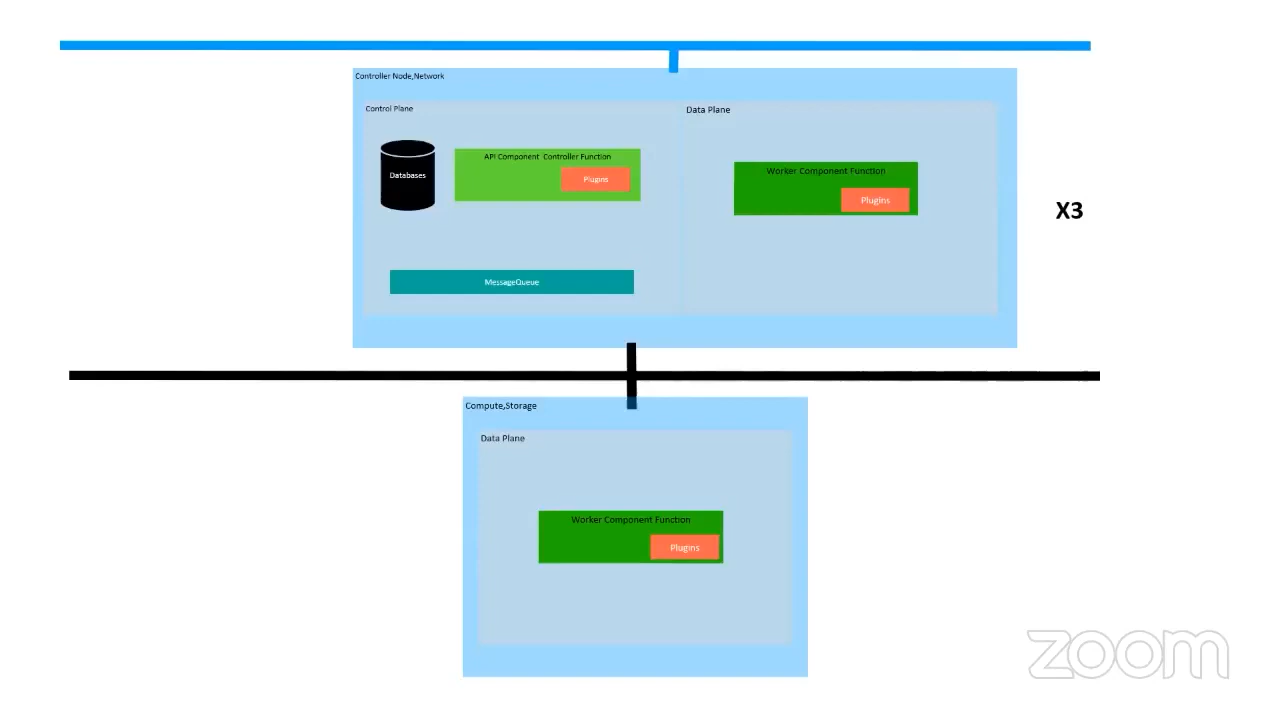 Controller Node,Network
Control Plane
Data Plane
Databases
API Component  Controller Function
Plugins
Worker Component Function
Plugins
X3
MessageQueue
Compute,Storage
Data Plane
Worker Component Function
Plugins
zoom